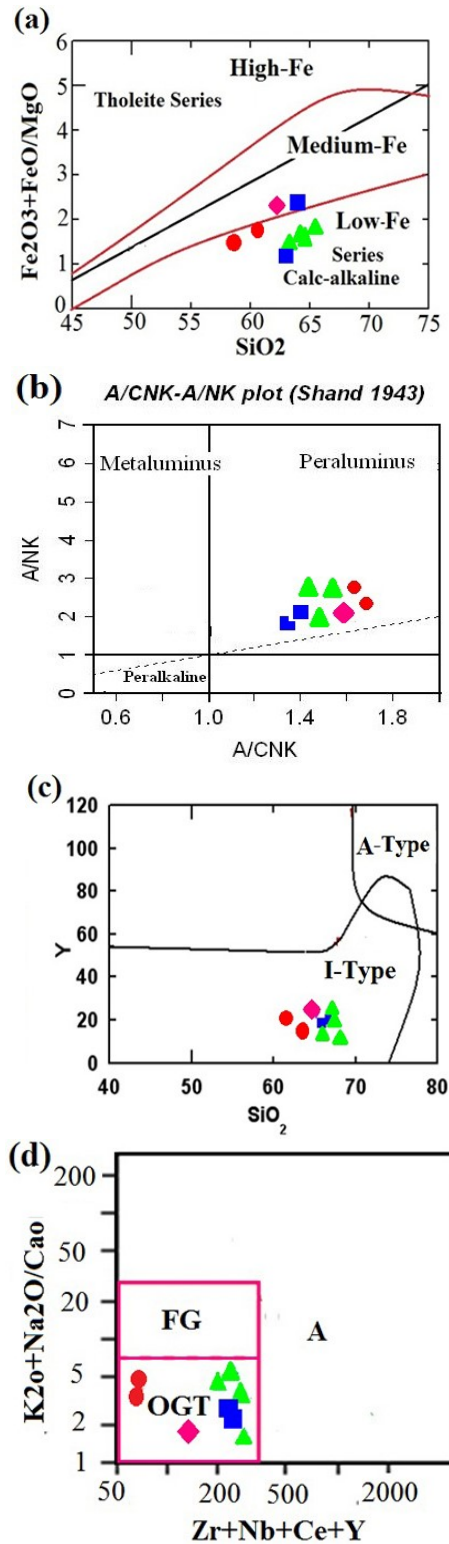 (a)
6
5
4
3
2
1
0
Fe2O3+FeO/MgO
High-Fe
Tholeite Series
Medium-Fe
Low-Fe
Series
Calc-alkaline
45 50 55 60 65 70 75
SiO2
(b) A/CNK-A/NK plot (Shand 1943)
7
6
5
4
3
2
1
0
A/NK
Metaluminus
Peraluminus
Peralkaline
0.6 1.0 1.4 1.8
A/CNK
(c)
120
100
80
60
40
20
0
Y
A-Type
I-Type
40 50 60 70 80
SiO2
(d)
200
50
20
5
2
1
K2o+Na2O/Cao
FG
A
OGT
50 200 500 2000
Zr+Nb+Ce+Y